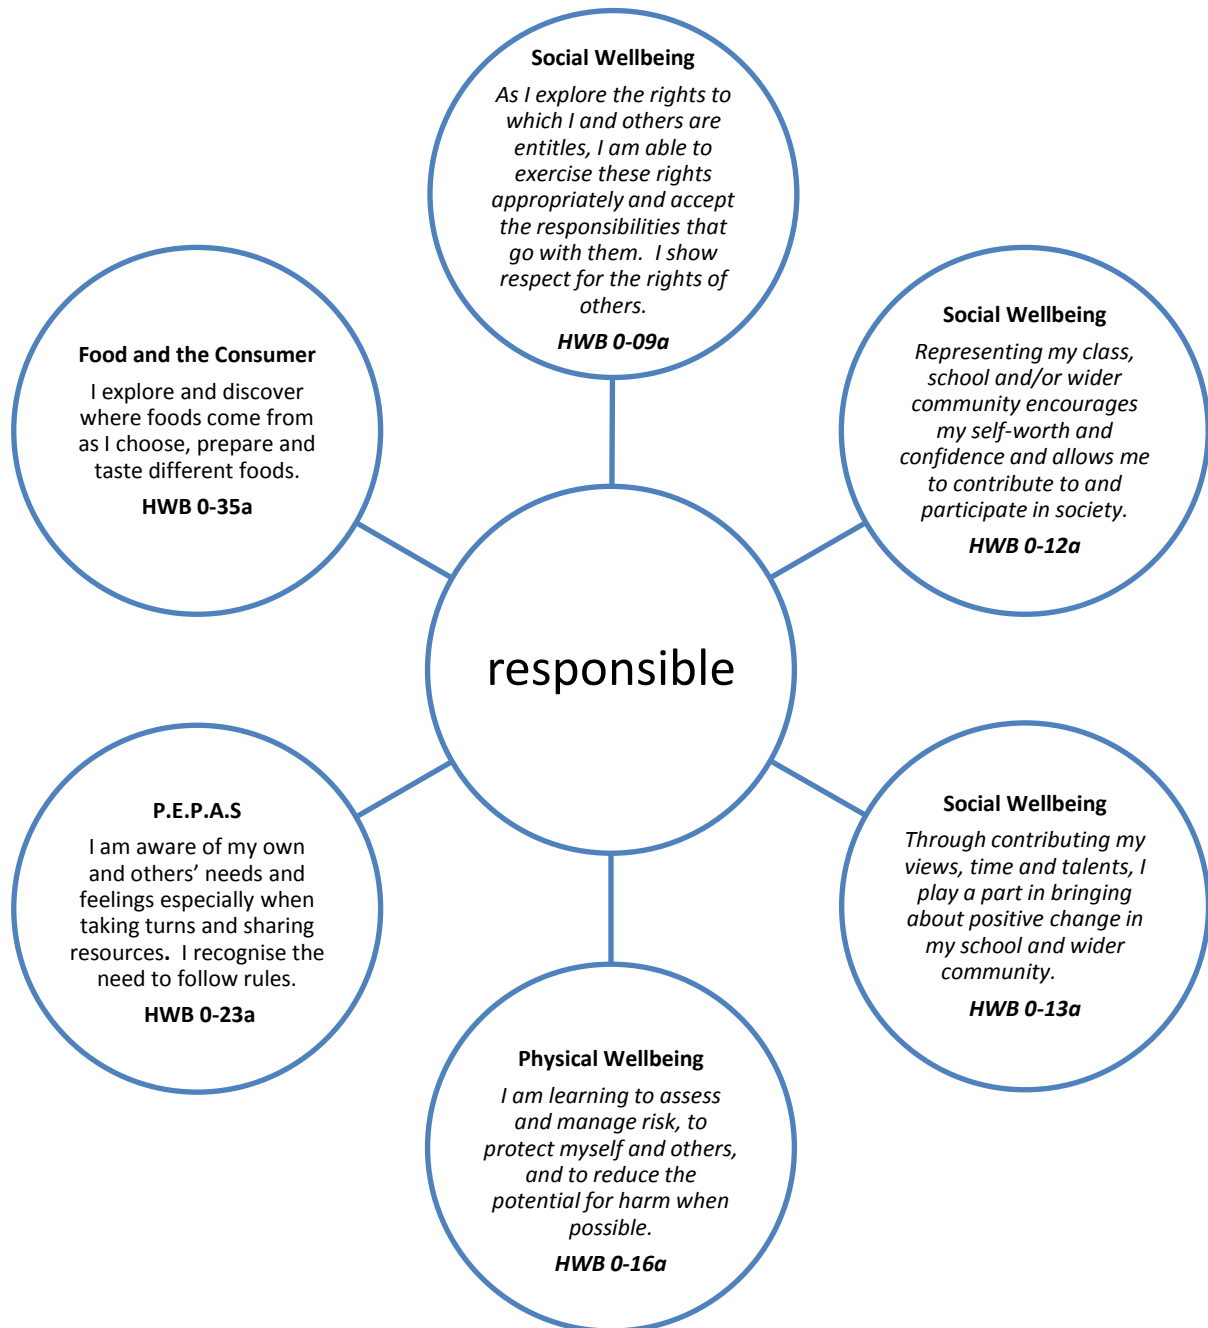 Social Wellbeing
As I explore the rights to
which I and others are
entitles, I am able to
exercise these rights
appropriately and accept
the responsibilities that
go with them.  I show
respect for the rights of
others.
HWB 0-09a
Social Wellbeing
Representing my class,
school and/or wider
community encourages
my self-worth and
confidence and allows me
to contribute to and
participate in society.
HWB 0-12a
Social Wellbeing
Through contributing my
views, time and talents, I
play a part in bringing
about positive change in
my school and wider
community.
HWB 0-13a
Physical Wellbeing
I am learning to assess
and manage risk, to
protect myself and others,
and to reduce the
potential for harm when
possible.
HWB 0-16a
P.E.P.A.S
I am aware of my own
and others’ needs and
feelings especially when
taking turns and sharing
resources.  I recognise the
need to follow rules.
HWB 0-23a
Food and the Consumer
I explore and discover
where foods come from
as I choose, prepare and
taste different foods.
HWB 0-35a
responsible